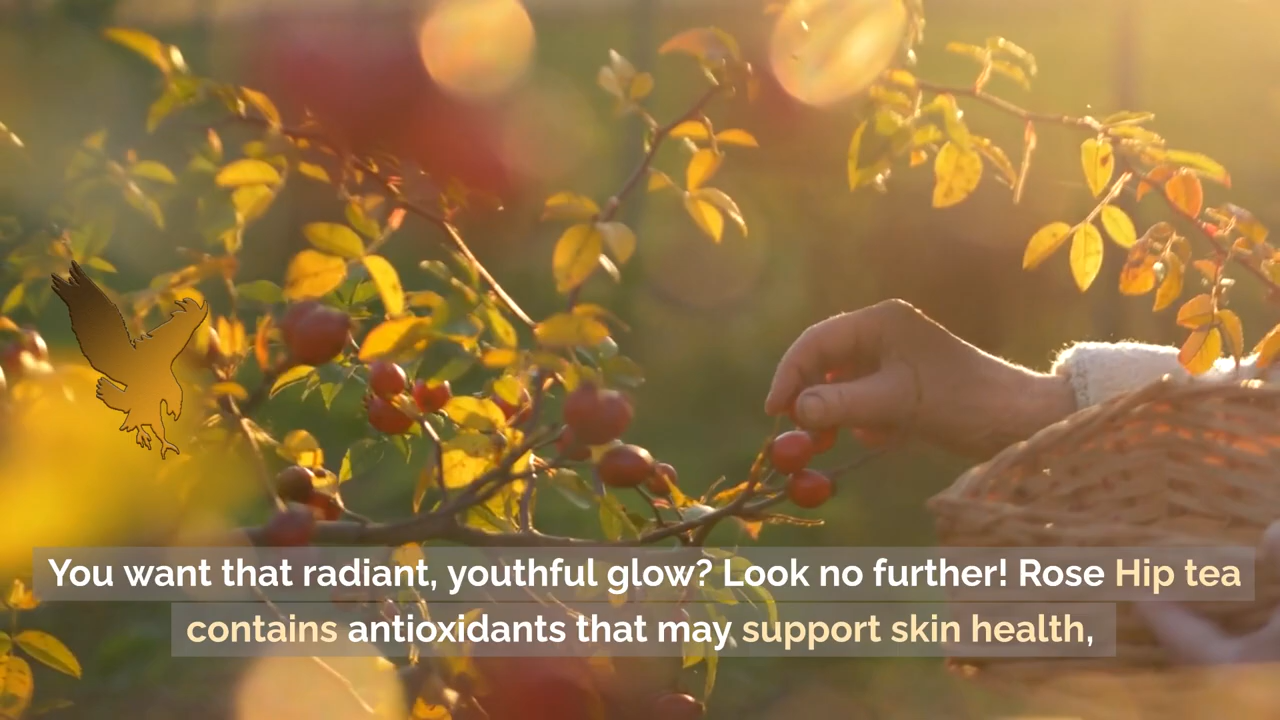 You want that radiant, youthful glow? Look no further! Rose Hip tea
contains antioxidants that may support skin health,